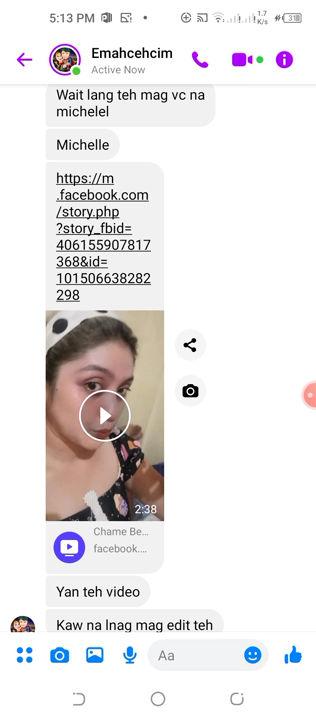 5:13 PM
1.7
K/s
31
Emahcehcim
Active Now
Wait lang teh mag vc na
michelel
Michelle
https://m
.facebook.com
/story.php
?story_fbid=
406155907817
368&id=
101506638282
298
2:38
Chame Be...
facebook....
Yan teh video
Kaw na lnag mag edit teh
Aa